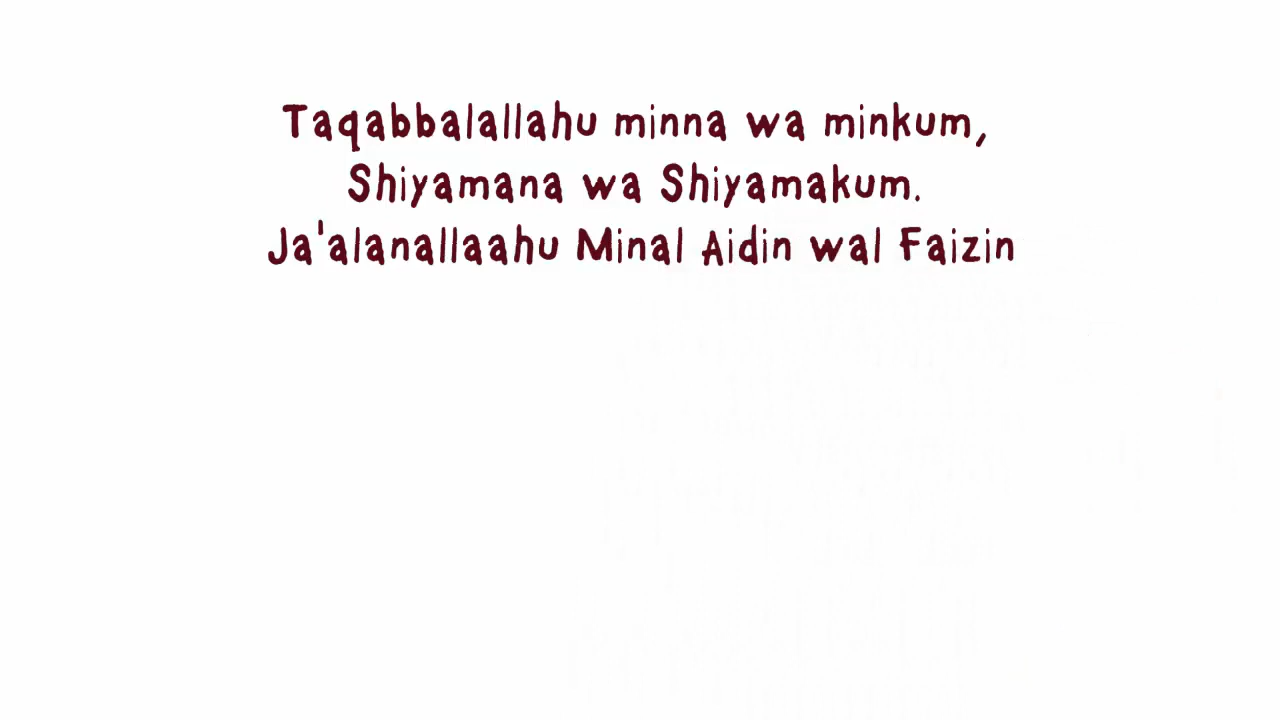 Taqabbalallahu minna wa minkum,
Shiyamana wa Shiyamakum.
Ja'alanallaahu Minal Aidin wal Faizin